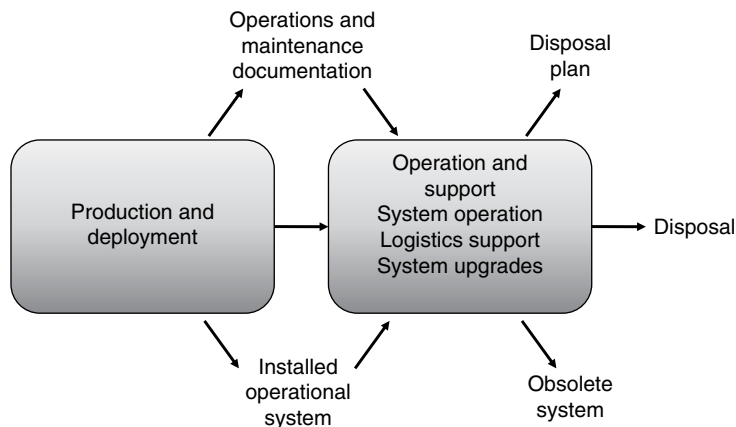 Operations and
maintenance
documentation
Disposal
plan
Production and
deployment
Operation and
support
System operation
Logistics support
System upgrades
Disposal
Installed
operational
system
Obsolete
system